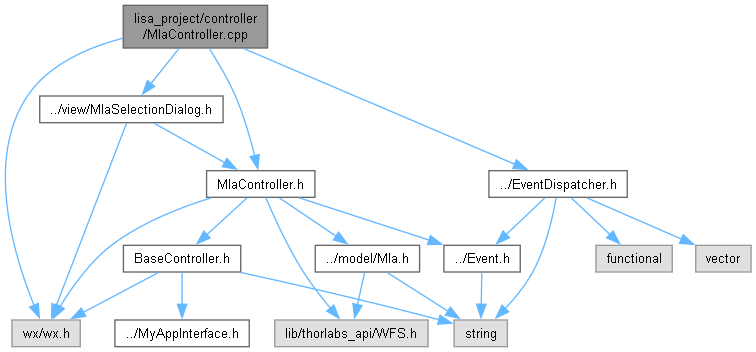 lisa_project/controller
/MlaController.cpp
../view/MlaSelectionDialog.h
MlaController.h
../EventDispatcher.h
BaseController.h
../model/Mla.h
../Event.h
functional
vector
wx/wx.h
../MyAppInterface.h
lib/thorlabs_api/WFS.h
string